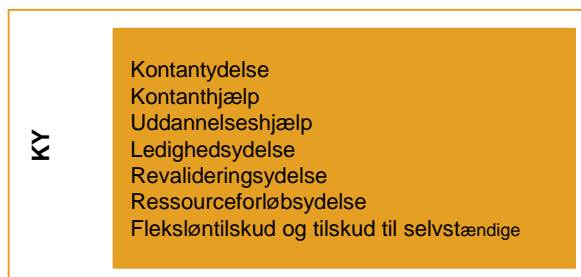 KY
Kontantydelse
Kontanthjælp
Uddannelseshjælp
Ledighedsydelse
Revalideringsydelse
Ressourceforløbsydelse
Fleksløntilskud og tilskud til selvstændige